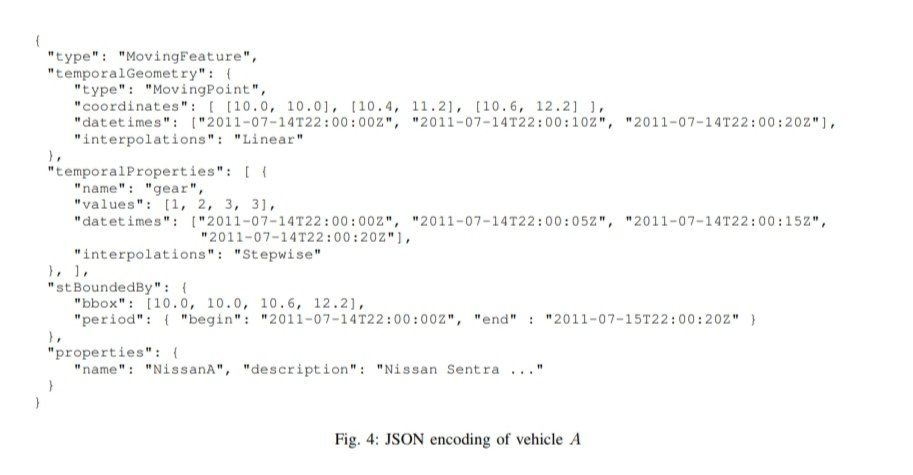 {
"type": "MovingFeature",
"temporalGeometry": {
"type": "MovingPoint",
"coordinates": [ [10.0, 10.0], [10.4, 11.2], [10.6, 12.2] ],
"datetimes": ["2011-07-14T22:00:00Z", "2011-07-14T22:00:10Z", "2011-07-14T22:00:20Z"],
"interpolations": "Linear"
},
"temporalProperties": [ {
"name": "gear",
"values": [1, 2, 3, 3],
"datetimes": ["2011-07-14T22:00:00Z", "2011-07-14T22:00:05Z", "2011-07-14T22:00:15Z",
"2011-07-14T22:00:20Z"],
"interpolations": "Stepwise"
}, ],
"stBoundedBy": {
"bbox": [10.0, 10.0, 10.6, 12.2],
"period": { "begin": "2011-07-14T22:00:00Z", "end" : "2011-07-15T22:00:20Z" }
},
"properties": {
"name": "NissanA", "description": "Nissan Sentra ..."
}
}
Fig. 4: JSON encoding of vehicle A